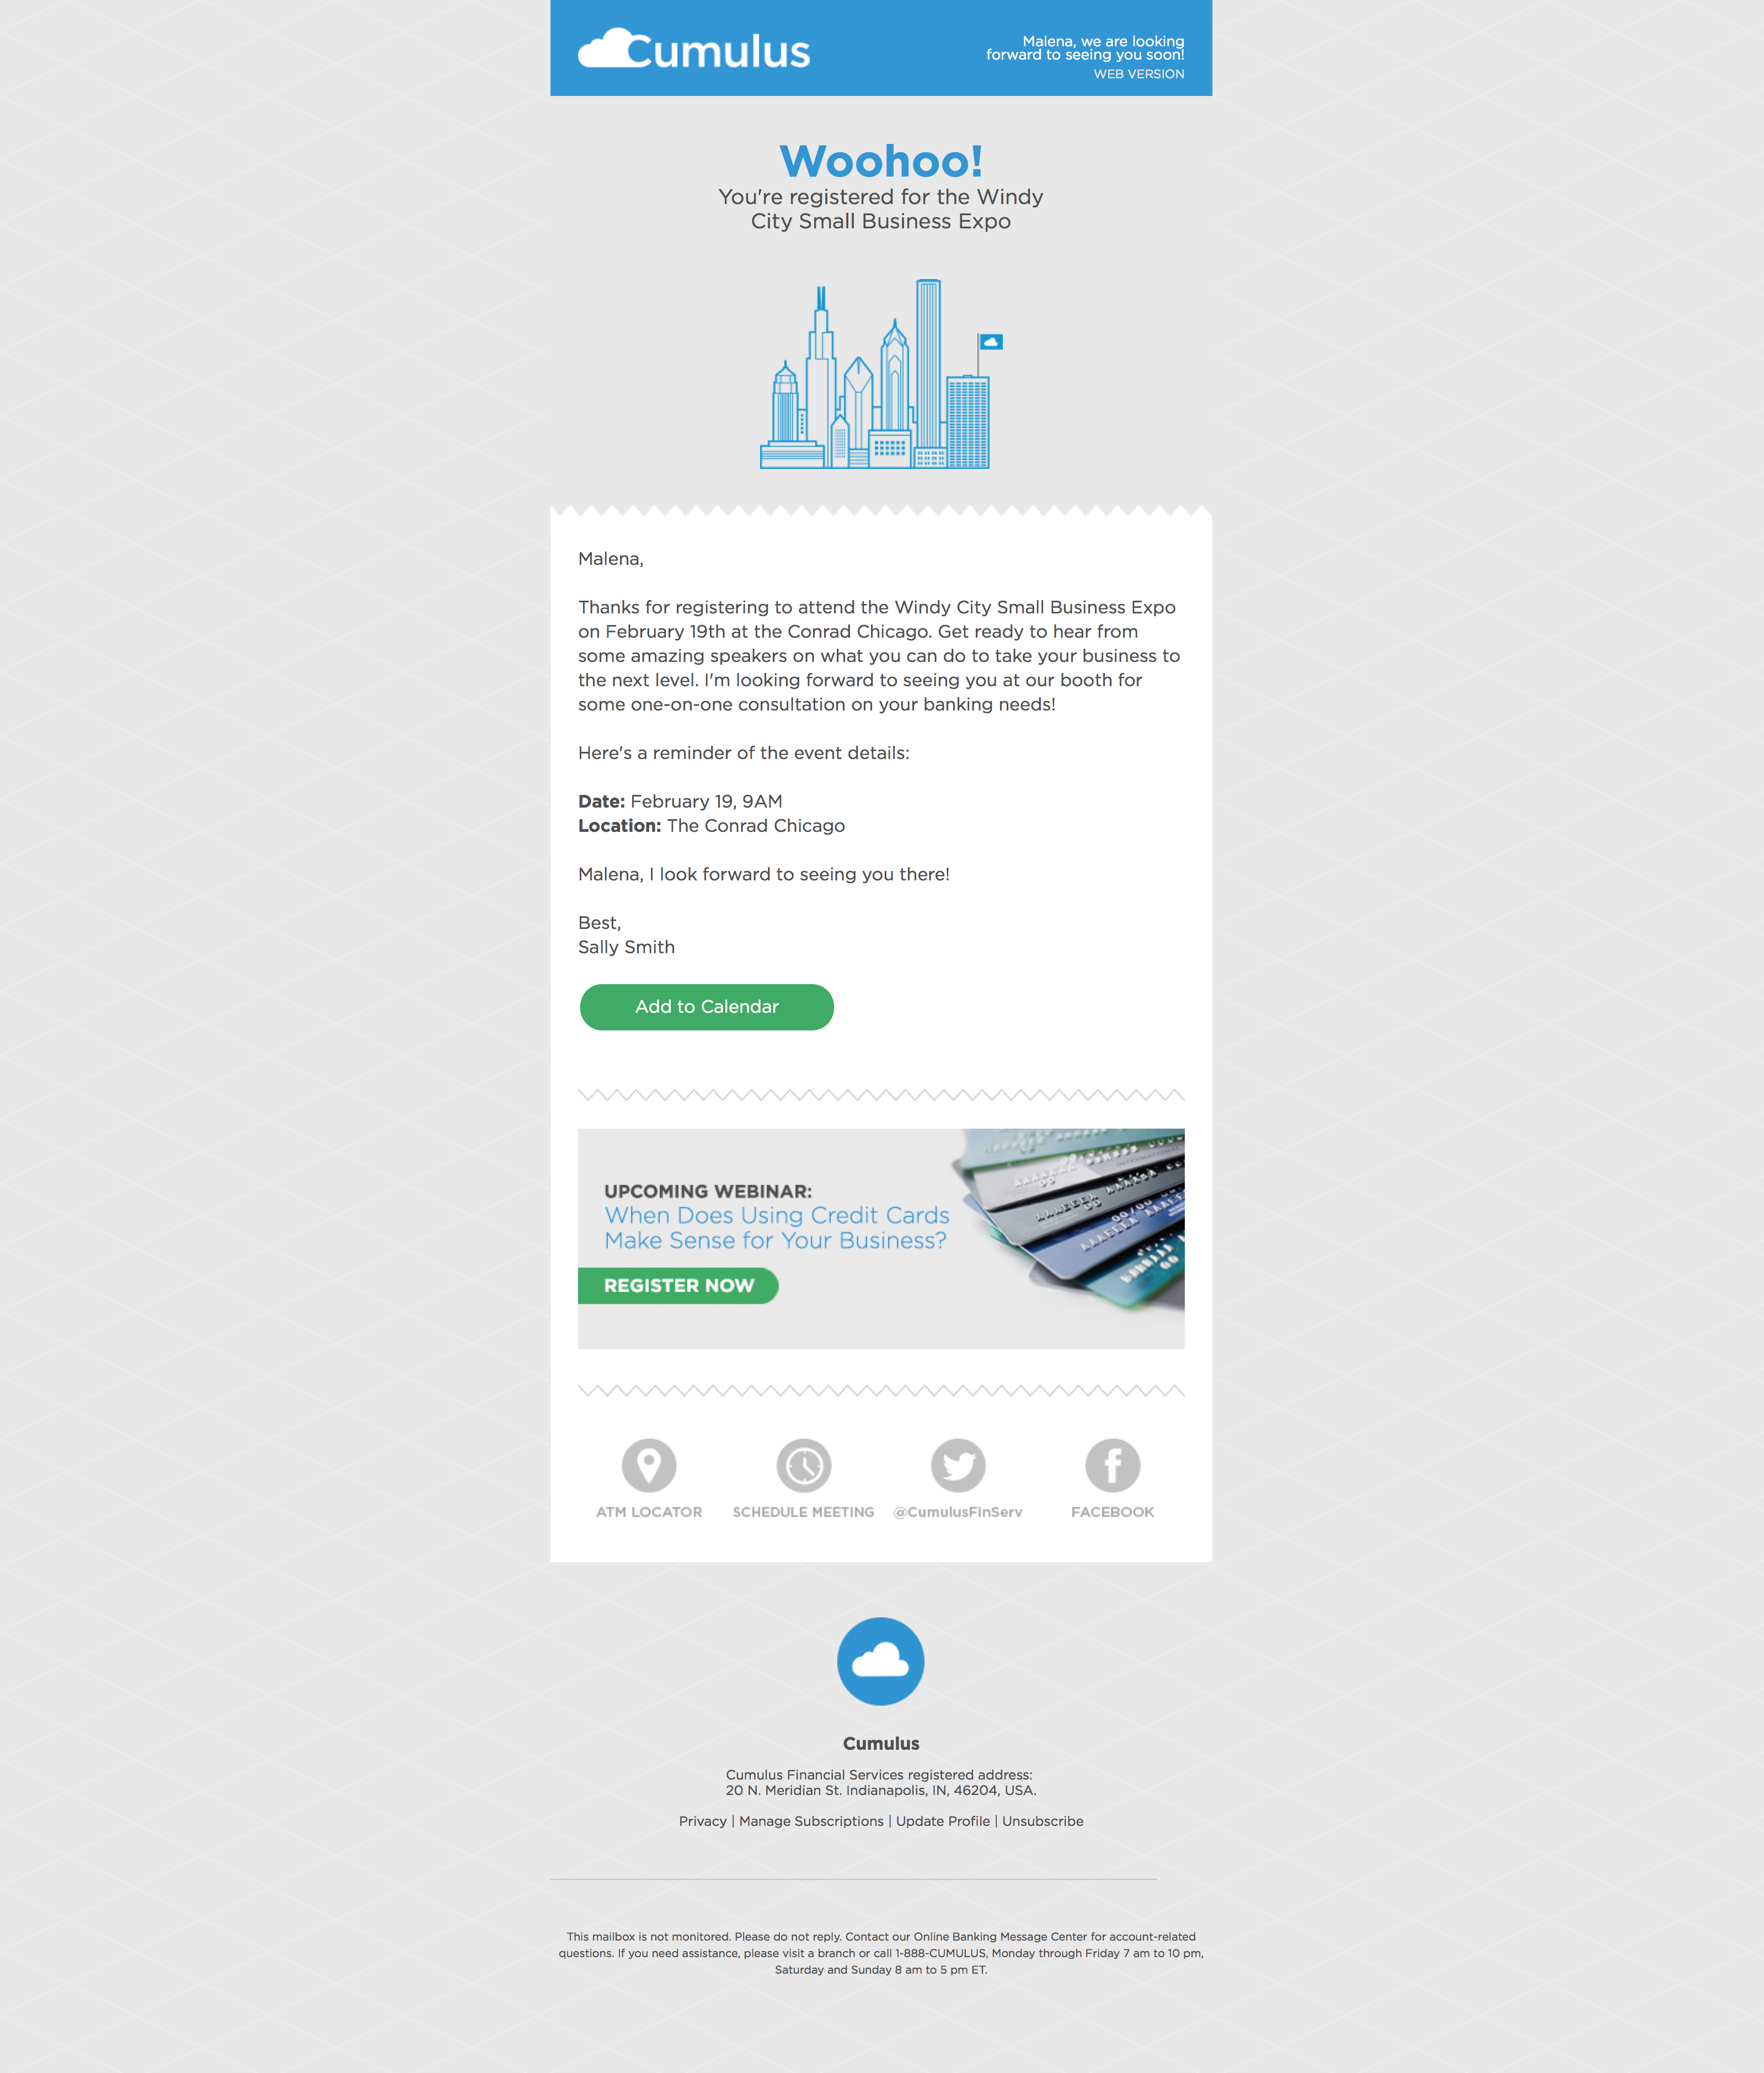 Cumulus
Malena, we are looking
forward to seeing you soon!
WEB VERSION
Woohoo!
You're registered for the Windy
City Small Business Expo
Malena,
Thanks for registering to attend the Windy City Small Business Expo
on February 19th at the Conrad Chicago. Get ready to hear from
some amazing speakers on what you can do to take your business to
the next level. I'm looking forward to seeing you at our booth for
some one-on-one consultation on your banking needs!
Here's a reminder of the event details:
Date: February 19, 9AM
Location: The Conrad Chicago
Malena, I look forward to seeing you there!
Best,
Sally Smith
Add to Calendar
UPCOMING WEBINAR:
When Does Using Credit Cards
Make Sense for Your Business?
REGISTER NOW
ATM LOCATOR
SCHEDULE MEETING
@CumulusFinServ
FACEBOOK
Cumulus
Cumulus Financial Services registered address:
20 N. Meridian St. Indianapolis, IN, 46204, USA.
Privacy | Manage Subscriptions | Update Profile | Unsubscribe
This mailbox is not monitored. Please do not reply. Contact our Online Banking Message Center for account-related
questions. If you need assistance, please visit a branch or call 1-888-CUMULUS, Monday through Friday 7 am to 10 pm,
Saturday and Sunday 8 am to 5 pm ET.